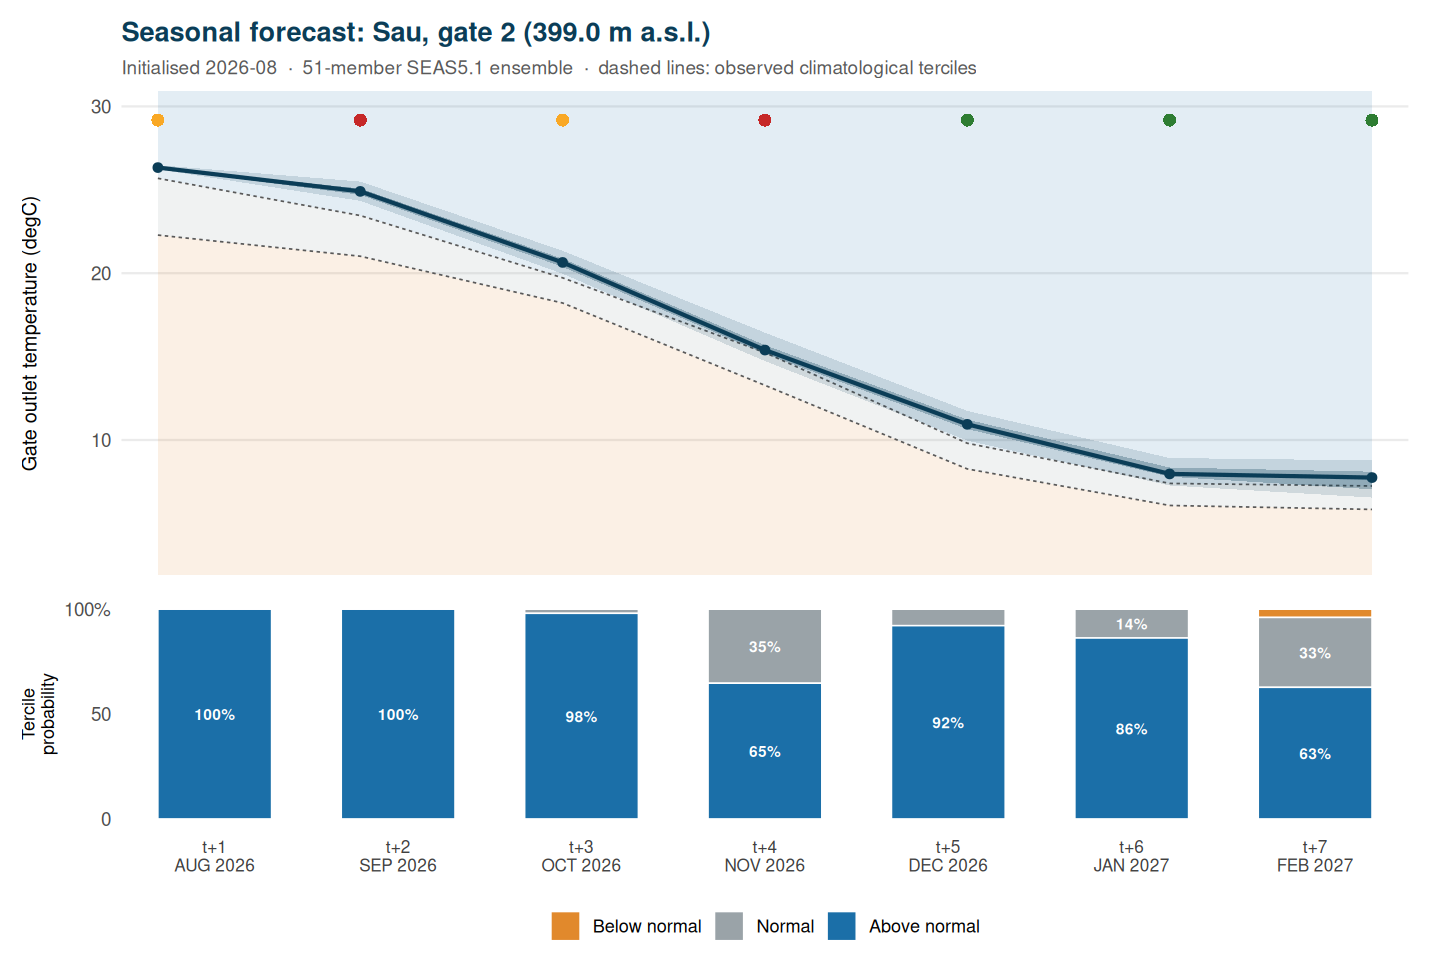 Seasonal forecast: Sau, gate 2 (399.0 m a.s.l.)
Initialised 2026-08 · 51-member SEAS5.1 ensemble · dashed lines: observed climatological terciles
Gate outlet temperature (degC)
30
20
10
Tercile
probability
100%
50
0
100%
100%
98%
35%
65%
92%
14%
86%
33%
63%
t+1
AUG 2026
t+2
SEP 2026
t+3
OCT 2026
t+4
NOV 2026
t+5
DEC 2026
t+6
JAN 2027
t+7
FEB 2027
Below normal
Normal
Above normal